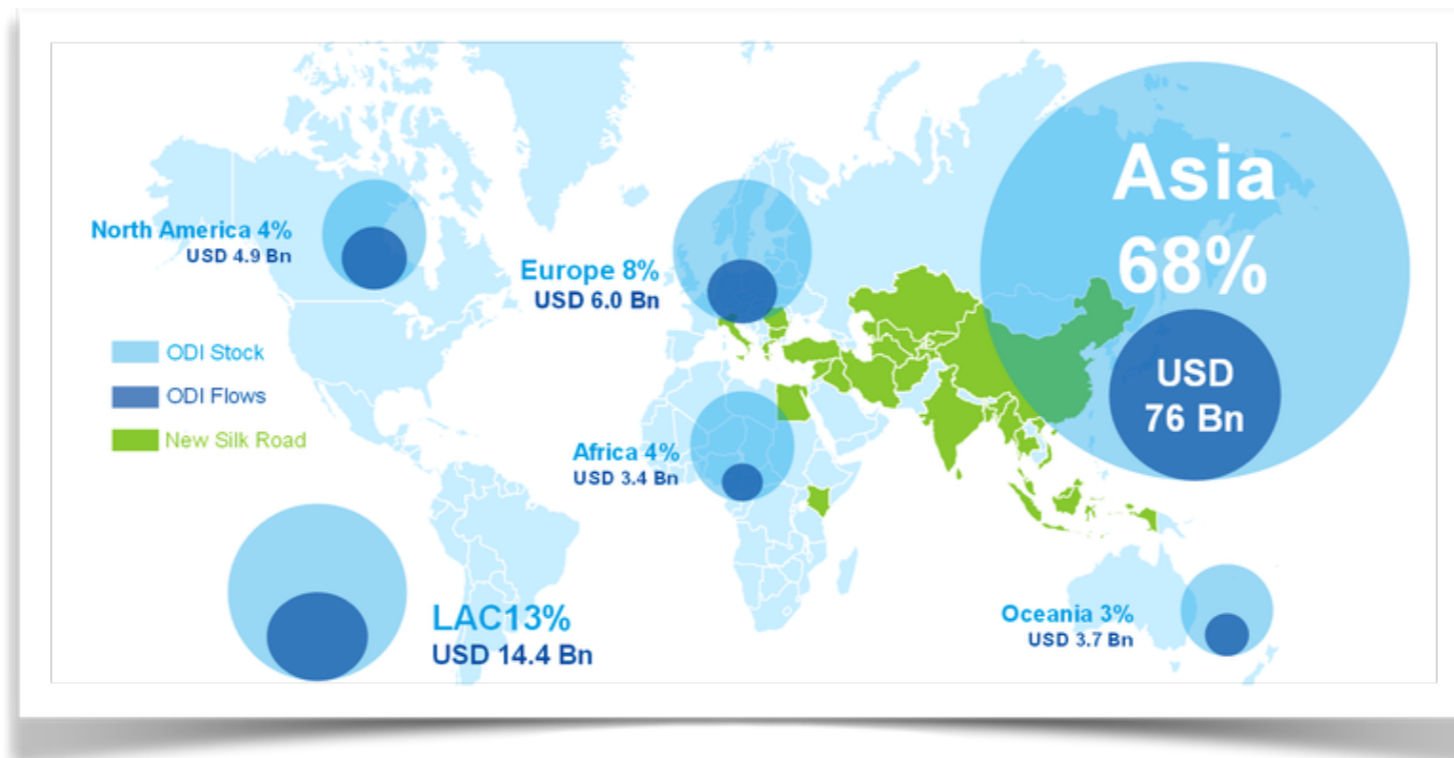 Asia
68%
USD
76 Bn
North America 4%
USD 4.9 Bn
Europe 8%
USD 6.0 Bn
ODI Stock
ODI Flows
New Silk Road
Africa 4%
USD 3.4 Bn
LAC13%
USD 14.4 Bn
Oceania 3%
USD 3.7 Bn